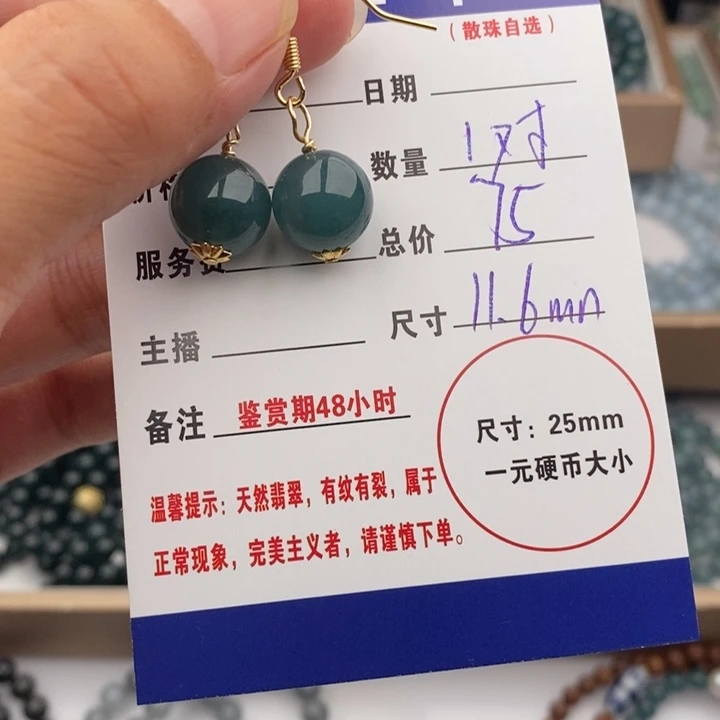 （散珠自选）
日期
数量 1对
服务费
总价 75
主播
尺寸 11.6mm
备注 鉴赏期48小时
尺寸：25mm
一元硬币大小
温馨提示：天然翡翠，有纹有裂，属于
正常现象，完美主义者，请谨慎下单。